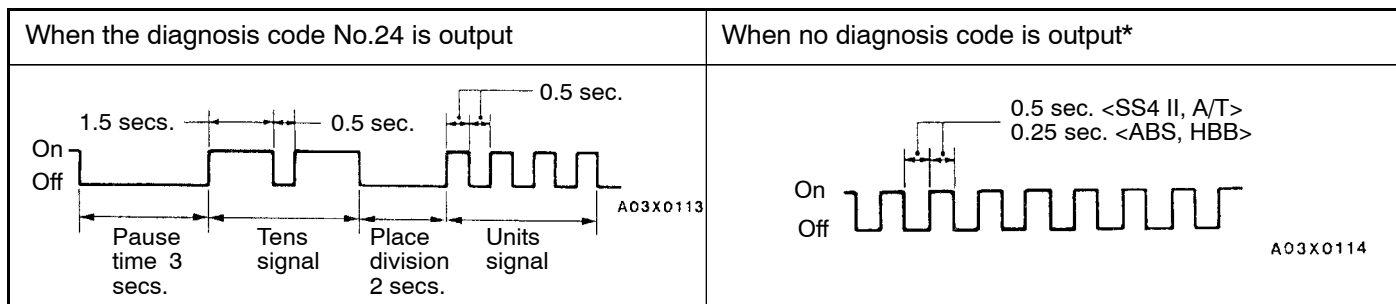 When the diagnosis code No.24 is output
When no diagnosis code is output*
0.5 sec.
1.5 secs.
0.5 sec.
On
Off
A03X0113
Pause
time 3
secs.
Tens
signal
Place
division
2 secs.
Units
signal
0.5 sec. <SS4 II, A/T>
0.25 sec. <ABS, HBB>
On
Off
A03X0114